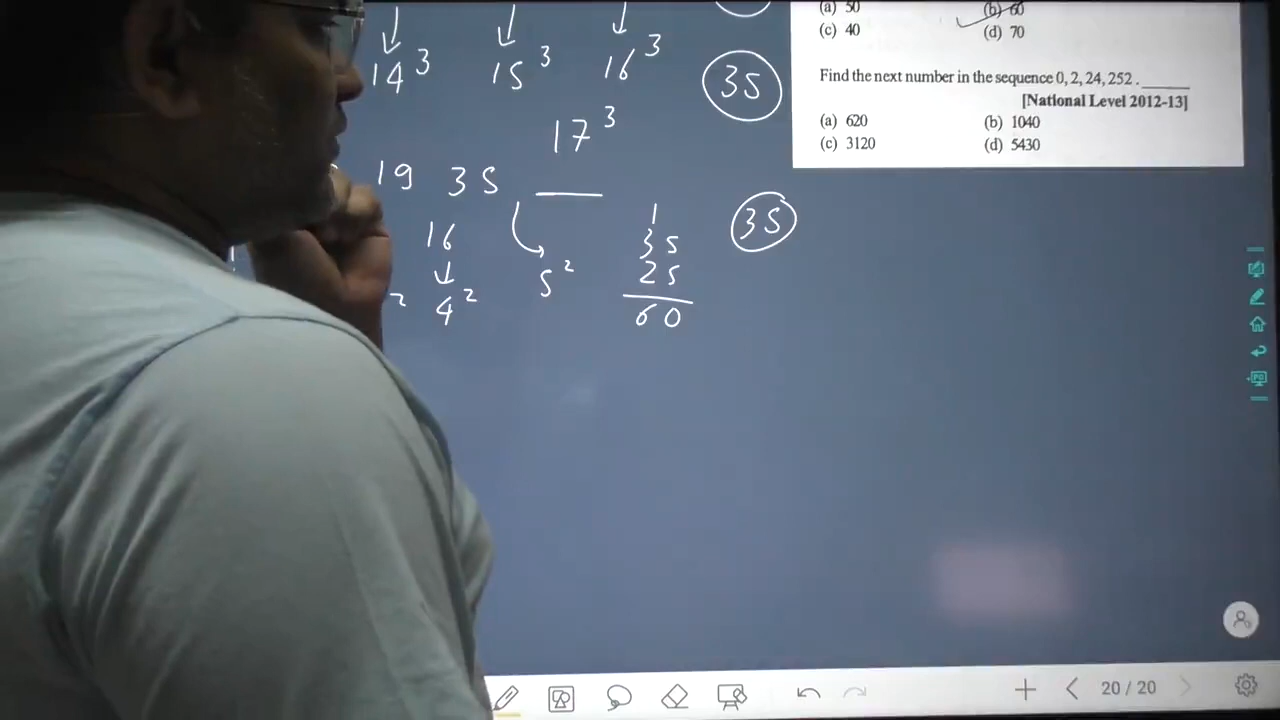 14³ 15³ 16³
35
17³
19 35 ____
16
² 4² 5²
1
35
25
60
35
(a) 50 (b) 60
(c) 40 (d) 70
Find the next number in the sequence 0, 2, 24, 252 . ______
[National Level 2012-13]
(a) 620 (b) 1040
(c) 3120 (d) 5430
20 / 20